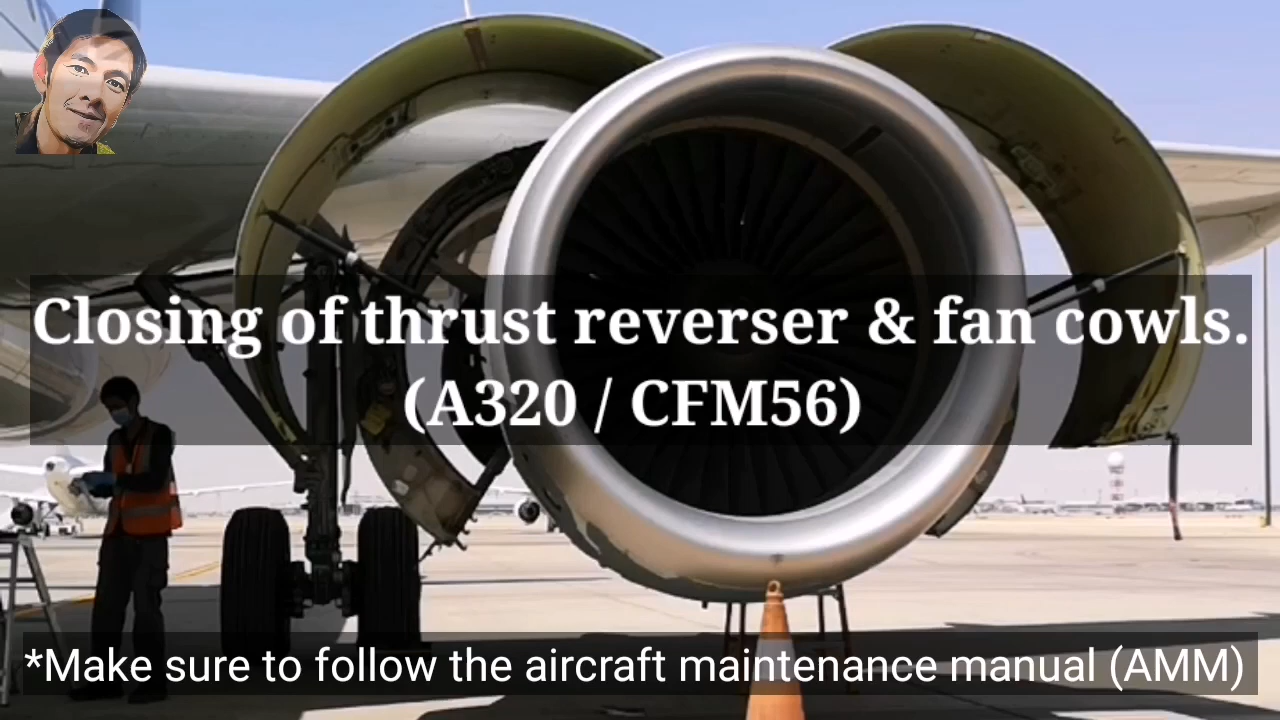 Closing of thrust reverser & fan cowls.
(A320 / CFM56)
*Make sure to follow the aircraft maintenance manual (AMM)